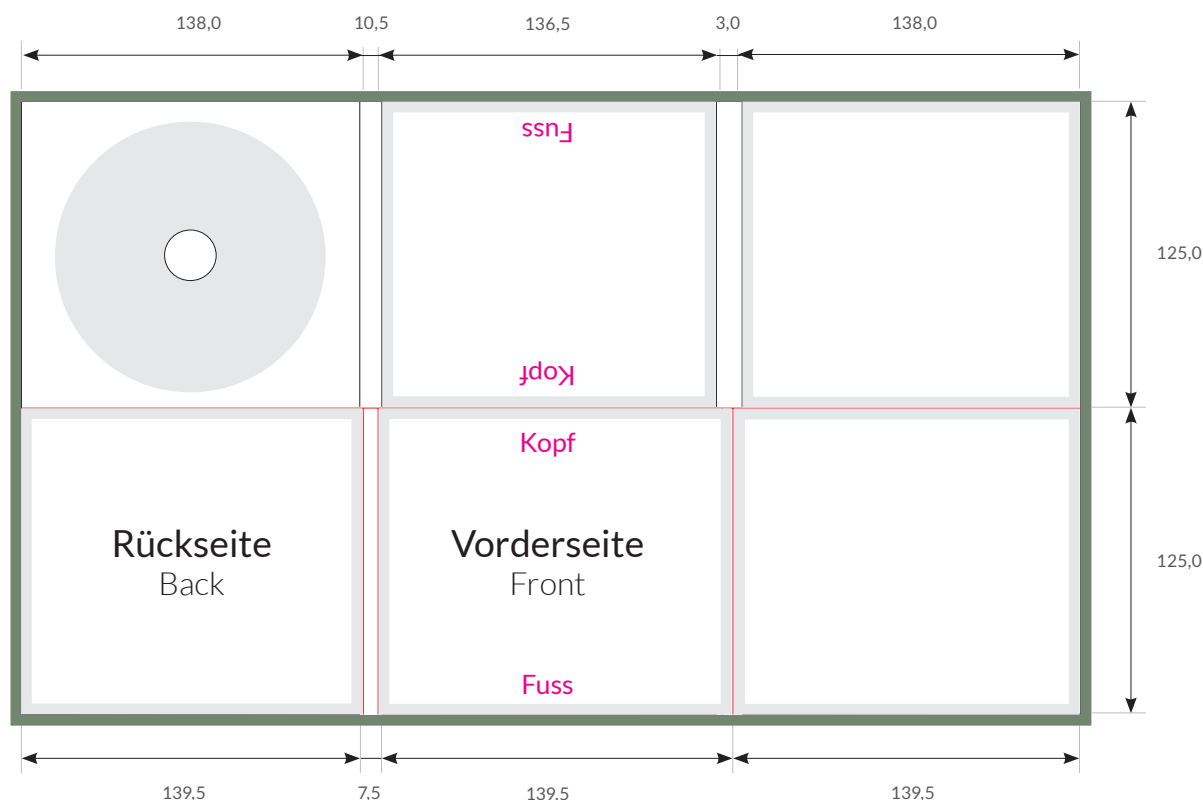 138,0
10,5
136,5
3,0
138,0
Fuss
125,0
Kopf
Kopf
Rückseite
Vorderseite
125,0
Back
Front
Fuss
139,5
7,5
139,5
139,5